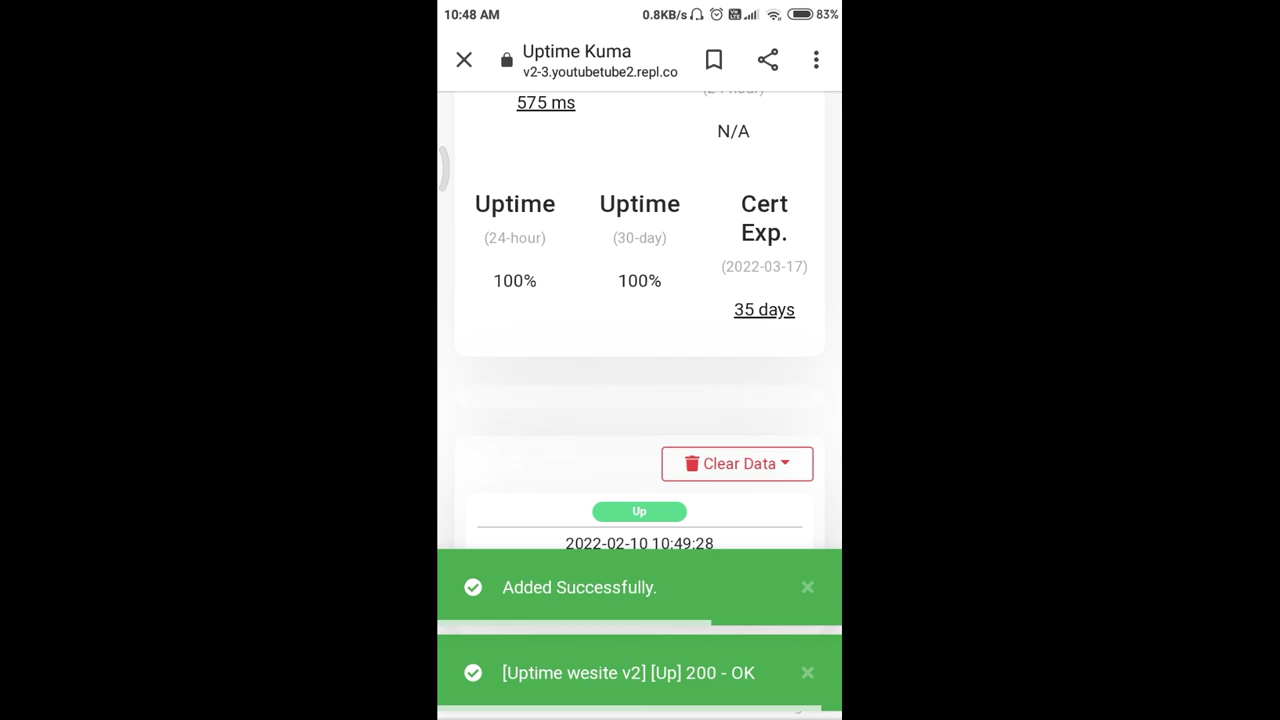 10:48 AM
0.8KB/s
83%
Uptime Kuma
v2-3.youtubetube2.repl.co
(24-hour)
575 ms
N/A
Uptime Uptime Cert Exp.
(24-hour) (30-day) (2022-03-17)
100% 100% 35 days
Clear Data
Up
2022-02-10 10:49:28
Added Successfully.
[Uptime wesite v2] [Up] 200 - OK